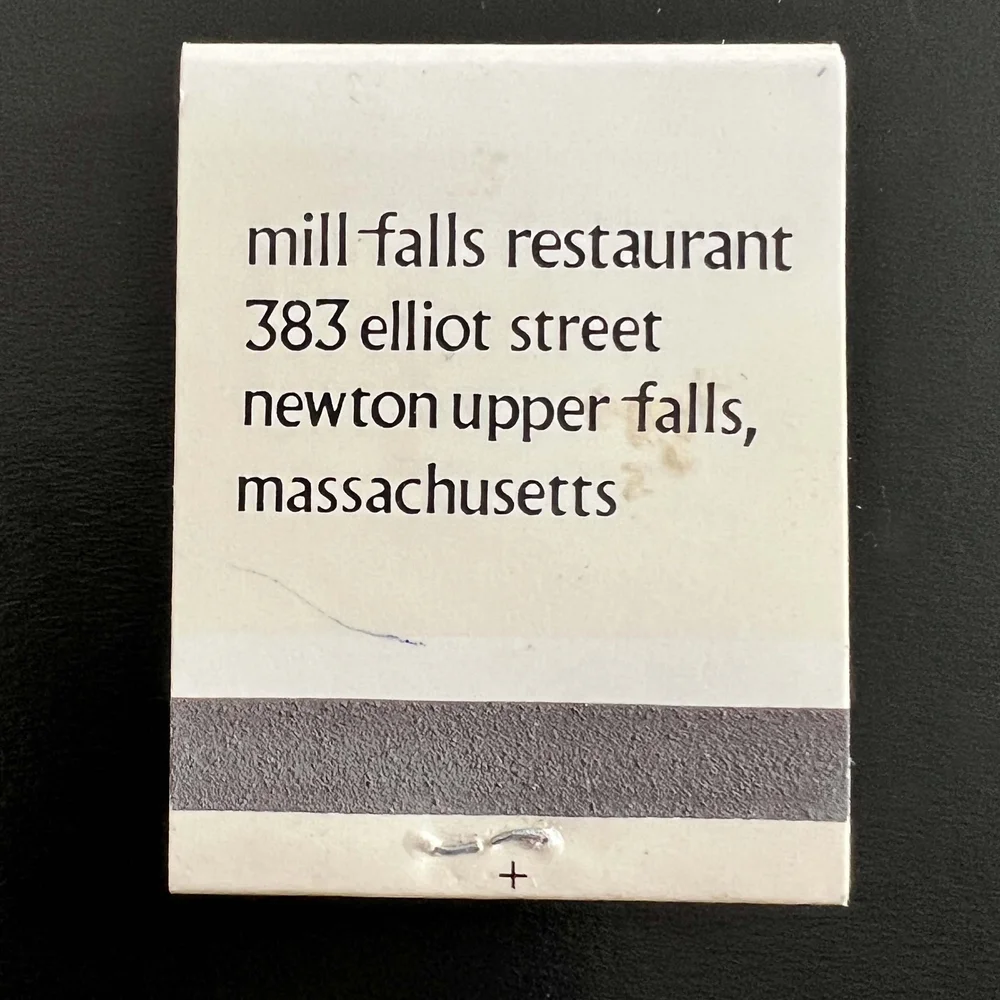 mill falls restaurant
383 elliot street
newton upper falls,
massachusetts
+